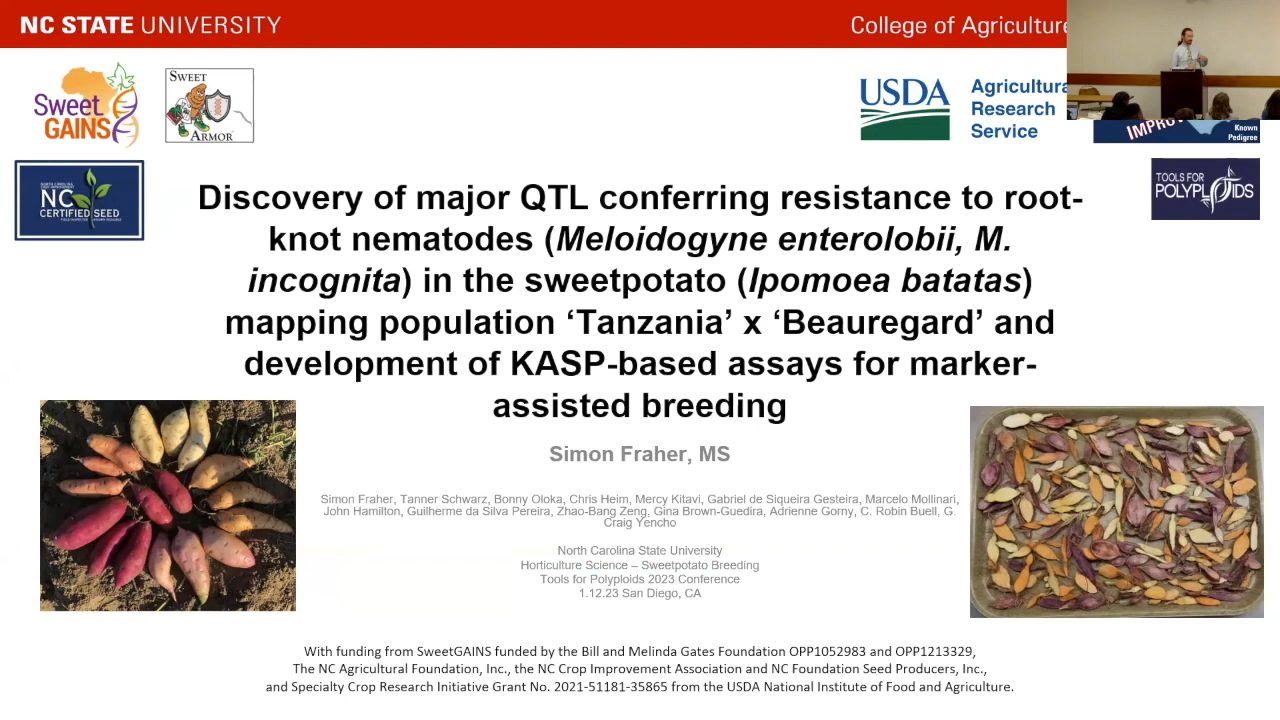 NC STATE UNIVERSITY
College of Agriculture
Sweet
GAINS
SWEET
ARMOR
USDA
Agricultura
Research
Service
IMPROV
Known
Pedigree
NC
CERTIFIED SEED
TOOLS FOR
POLYPLOIDS
Discovery of major QTL conferring resistance to root-
knot nematodes (Meloidogyne enterolobii, M.
incognita) in the sweetpotato (Ipomoea batatas)
mapping population ‘Tanzania’ x ‘Beauregard’ and
development of KASP-based assays for marker-
assisted breeding
Simon Fraher, MS
Simon Fraher, Tanner Schwarz, Bonny Oloka, Chris Heim, Mercy Kitavi, Gabriel de Siqueira Gesteira, Marcelo Mollinari,
John Hamilton, Guilherme da Silva Pereira, Zhao-Bang Zeng, Gina Brown-Guedira, Adrienne Gorny, C. Robin Buell, G.
Craig Yencho
North Carolina State University
Horticulture Science – Sweetpotato Breeding
Tools for Polyploids 2023 Conference
1.12.23 San Diego, CA
With funding from SweetGAINS funded by the Bill and Melinda Gates Foundation OPP1052983 and OPP1213329,
The NC Agricultural Foundation, Inc., the NC Crop Improvement Association and NC Foundation Seed Producers, Inc.,
and Specialty Crop Research Initiative Grant No. 2021-51181-35865 from the USDA National Institute of Food and Agriculture.